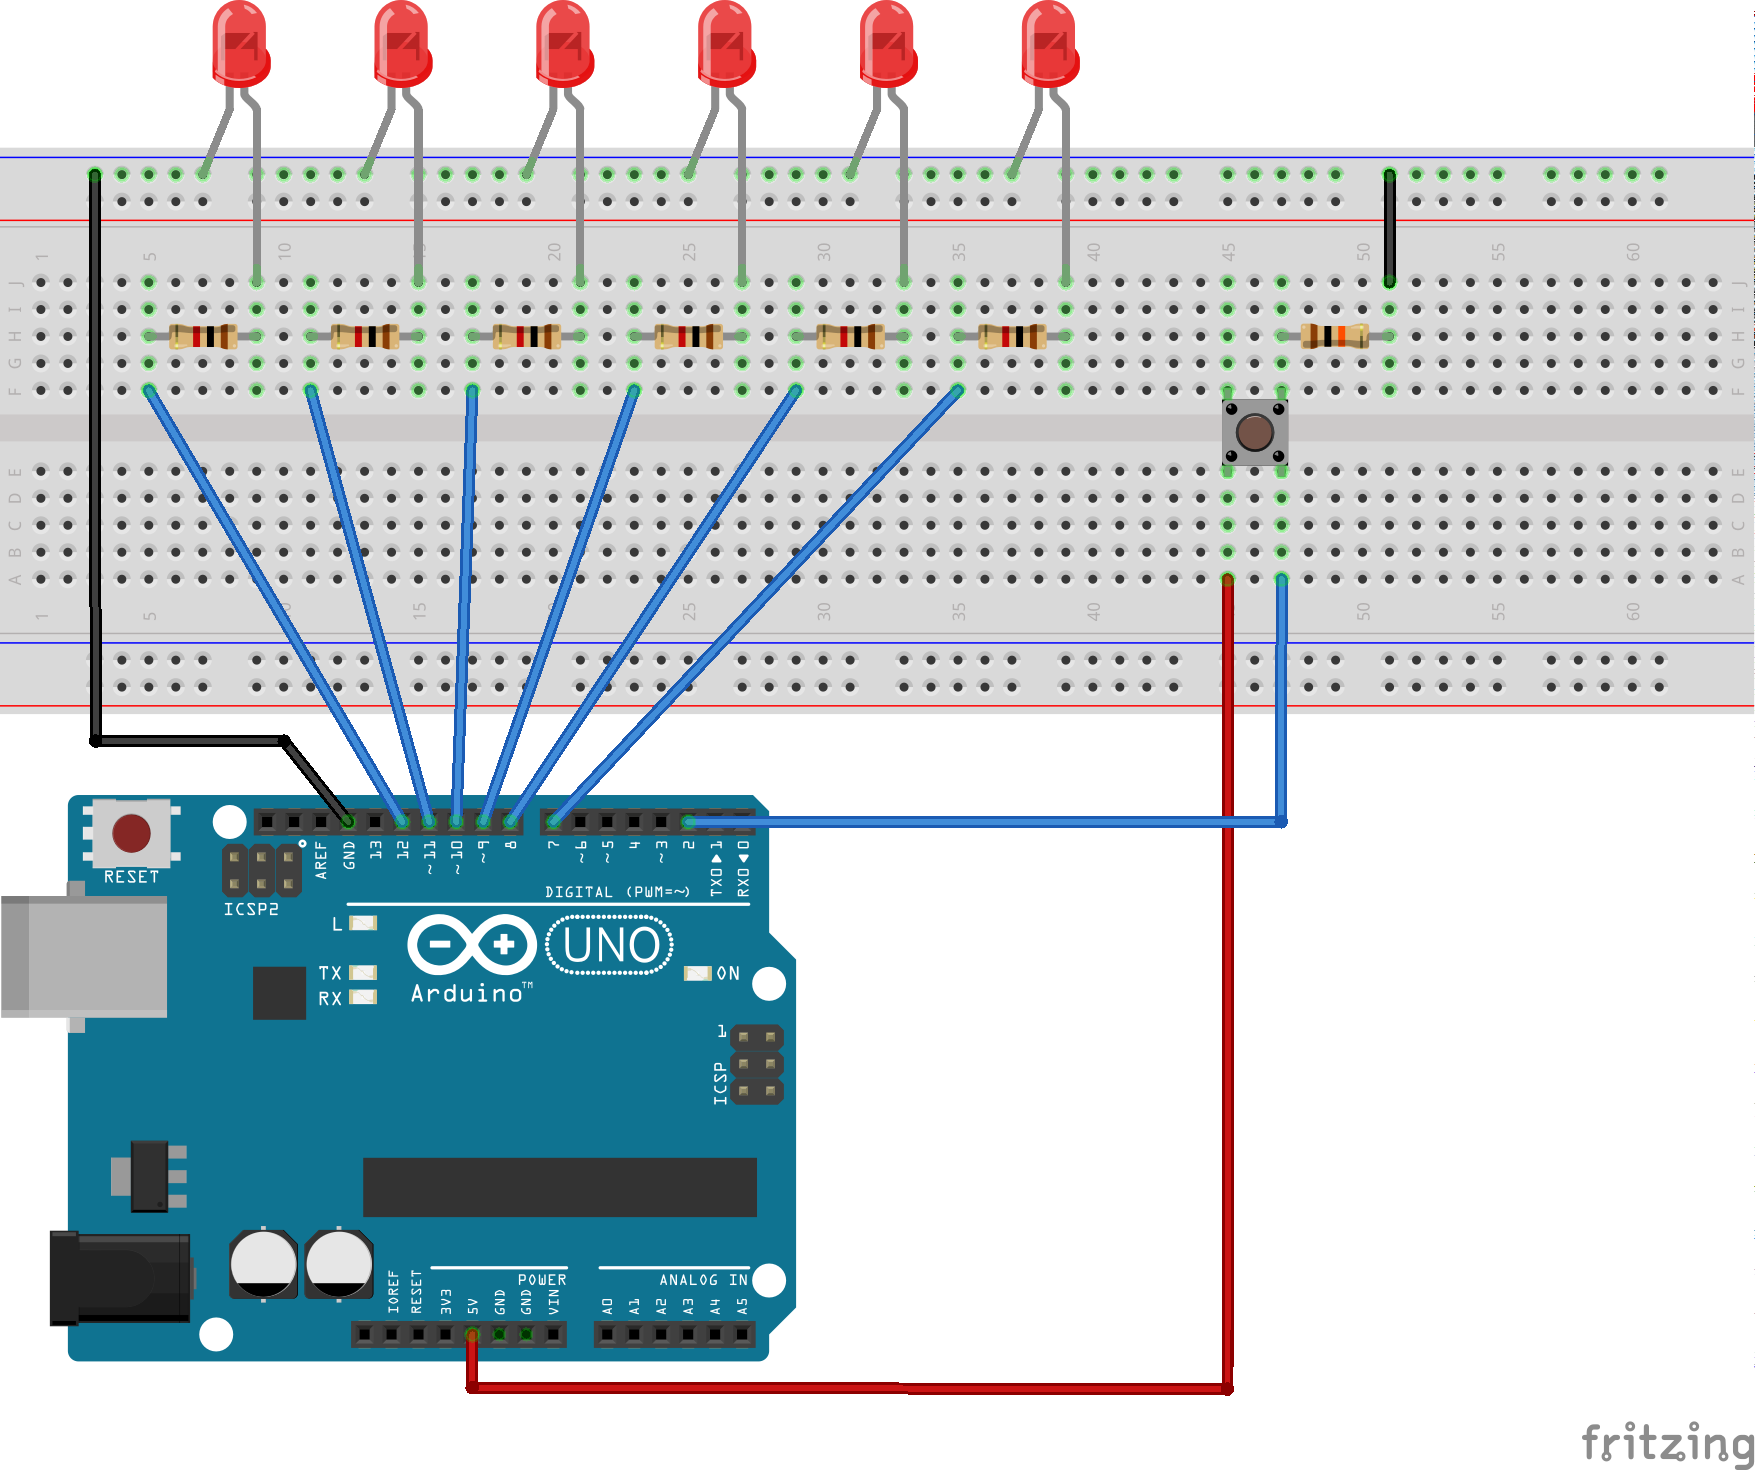 1 5 10 15 20 25 30 35 40 45 50 55 60
J J
I I
H H
G G
F F
E E
D D
C C
B B
A A
1 5 10 15 20 25 30 35 40 50 55 60
RESET
ICSP2
AREF
GND
13
12
~11
~10
~9
8
7
~6
~5
4
~3
2
TX0▶1
RX0◀0
DIGITAL (PWM=~)
L
TX
RX
UNO
Arduino™
ON
1
ICSP
IOREF
RESET
3V3
5V
GND
GND
VIN
POWER
ANALOG IN
A0
A1
A2
A3
A4
A5
fritzing